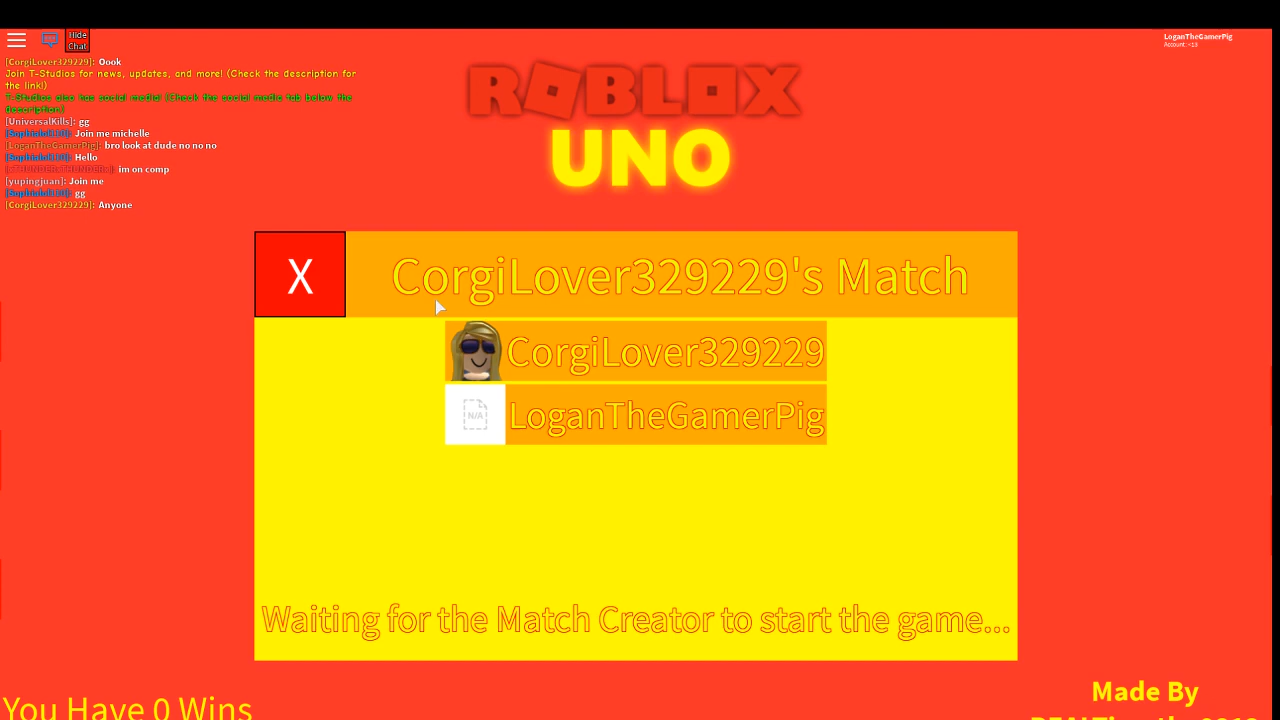 Hide
Chat
LoganTheGamerPig
Account: <13
[CorgiLover329229]: Oook
Join T-Studios for news, updates, and more! (Check the description for
the link!)
T-Studios also has social media! (Check the social media tab below the
description)
[UniversalKills]: gg
Join me michelle
[LoganTheGamerPig]: bro look at dude no no no
Hello
im on comp
[yupingjuan]: Join me
gg
[CorgiLover329229]: Anyone
ROBLOX
UNO
X
CorgiLover329229's Match
CorgiLover329229
N/A
LoganTheGamerPig
Waiting for the Match Creator to start the game...
You Have 0 Wins
Made By